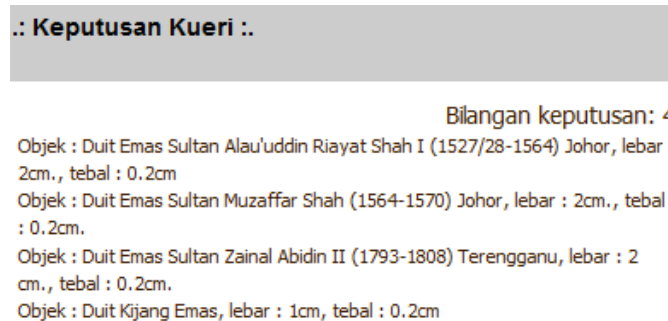 .: Keputusan Kueri :.
Bilangan keputusan: 4
Objek : Duit Emas Sultan Alau'uddin Riayat Shah I (1527/28-1564) Johor, lebar
2cm., tebal : 0.2cm
Objek : Duit Emas Sultan Muzaffar Shah (1564-1570) Johor, lebar : 2cm., tebal
: 0.2cm.
Objek : Duit Emas Sultan Zainal Abidin II (1793-1808) Terengganu, lebar : 2
cm., tebal : 0.2cm.
Objek : Duit Kijang Emas, lebar : 1cm, tebal : 0.2cm